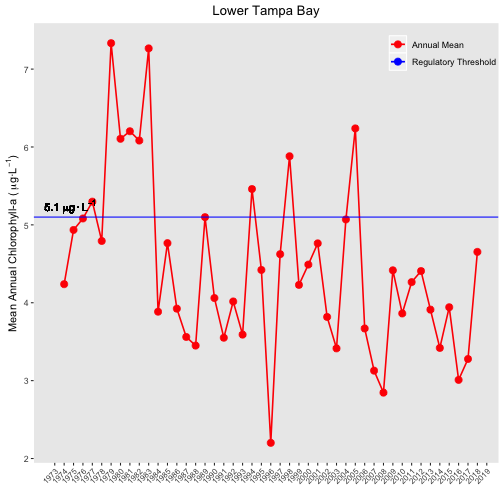 Lower Tampa Bay
Annual Mean
Regulatory Threshold
5.1 μg·L⁻¹
Mean Annual Chlorophyll-a ( μg·L⁻¹)
7
6
5
4
3
2
1973 1974 1975 1976 1977 1978 1979 1980 1981 1982 1983 1984 1985 1986 1987 1988 1989 1990 1991 1992 1993 1994 1995 1996 1997 1998 1999 2000 2001 2002 2003 2004 2005 2006 2007 2008 2009 2010 2011 2012 2013 2014 2015 2016 2017 2018 2019